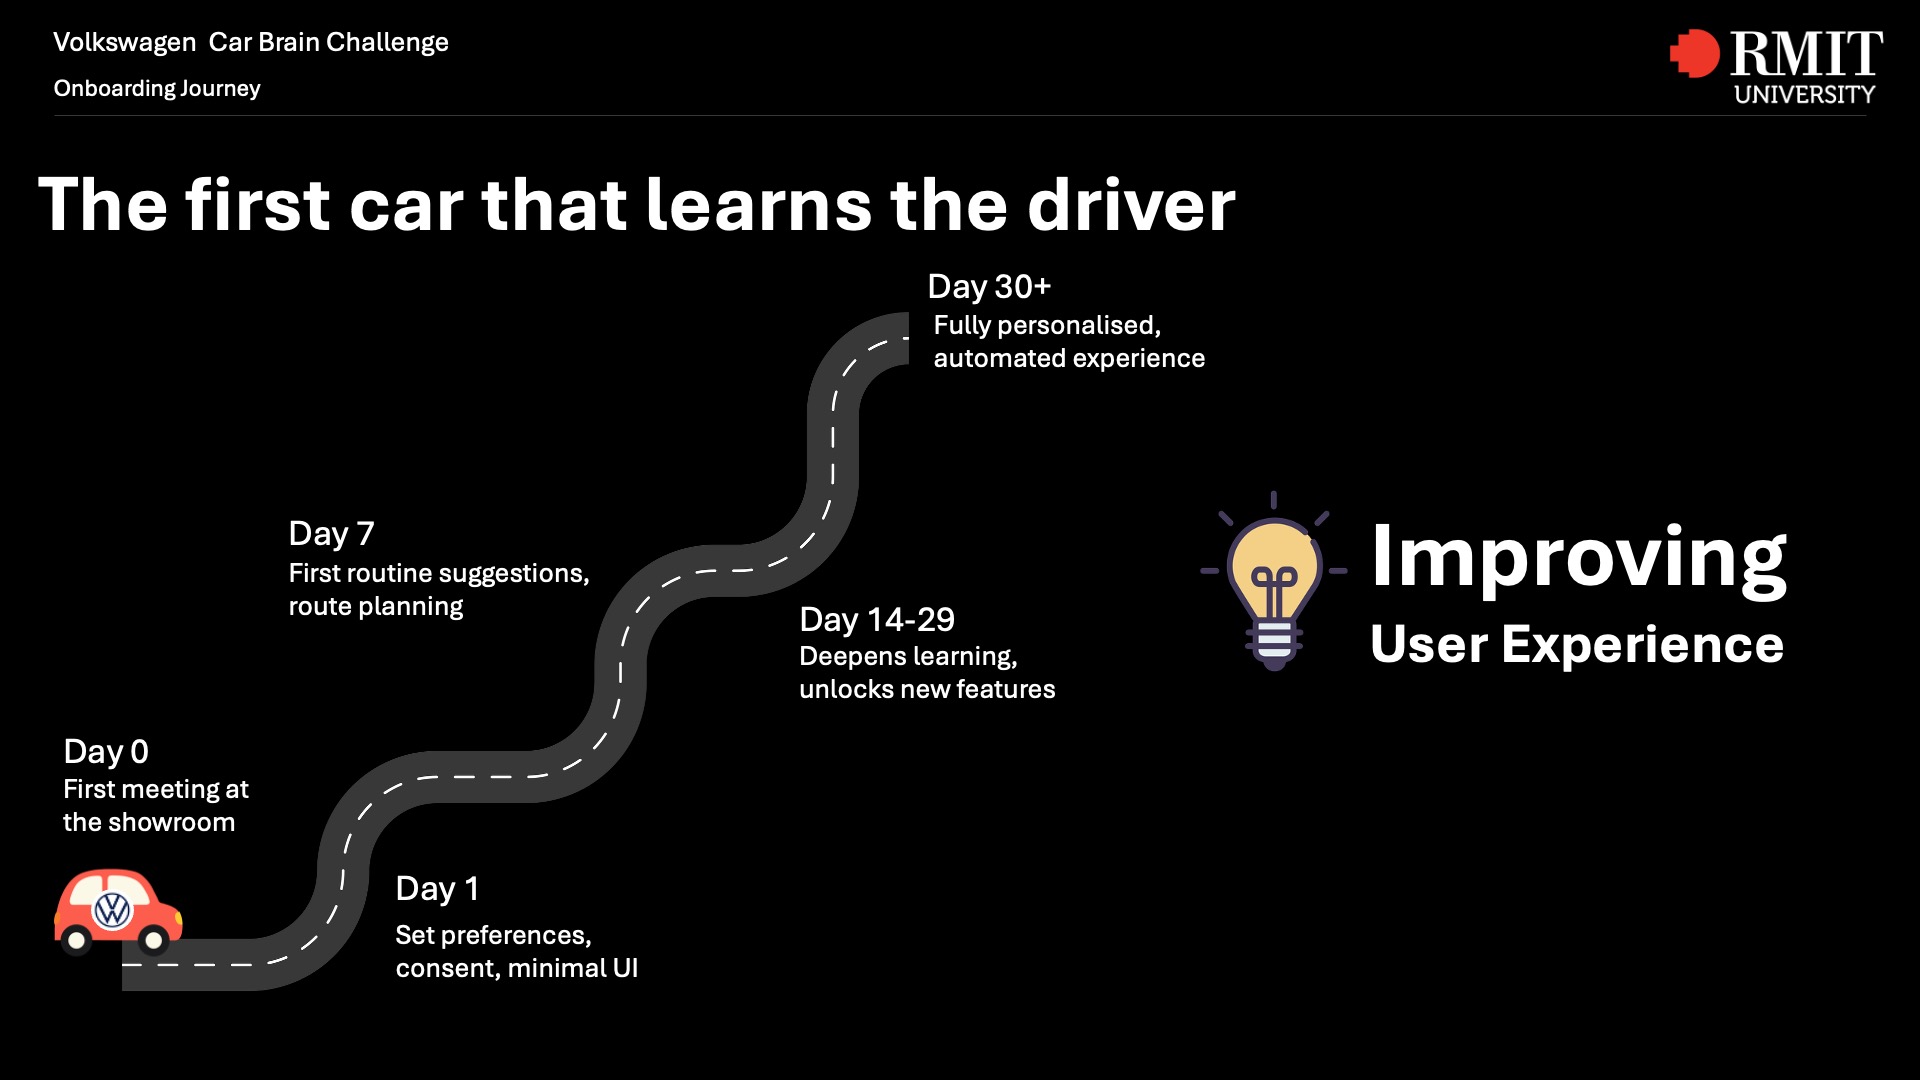 Volkswagen  Car Brain Challenge
Onboarding Journey
RMIT
UNIVERSITY
The first car that learns the driver
Day 30+
Fully personalised,
automated experience
Day 7
First routine suggestions,
route planning
Improving
User Experience
Day 14-29
Deepens learning,
unlocks new features
Day 0
First meeting at
the showroom
VW
Day 1
Set preferences,
consent, minimal UI